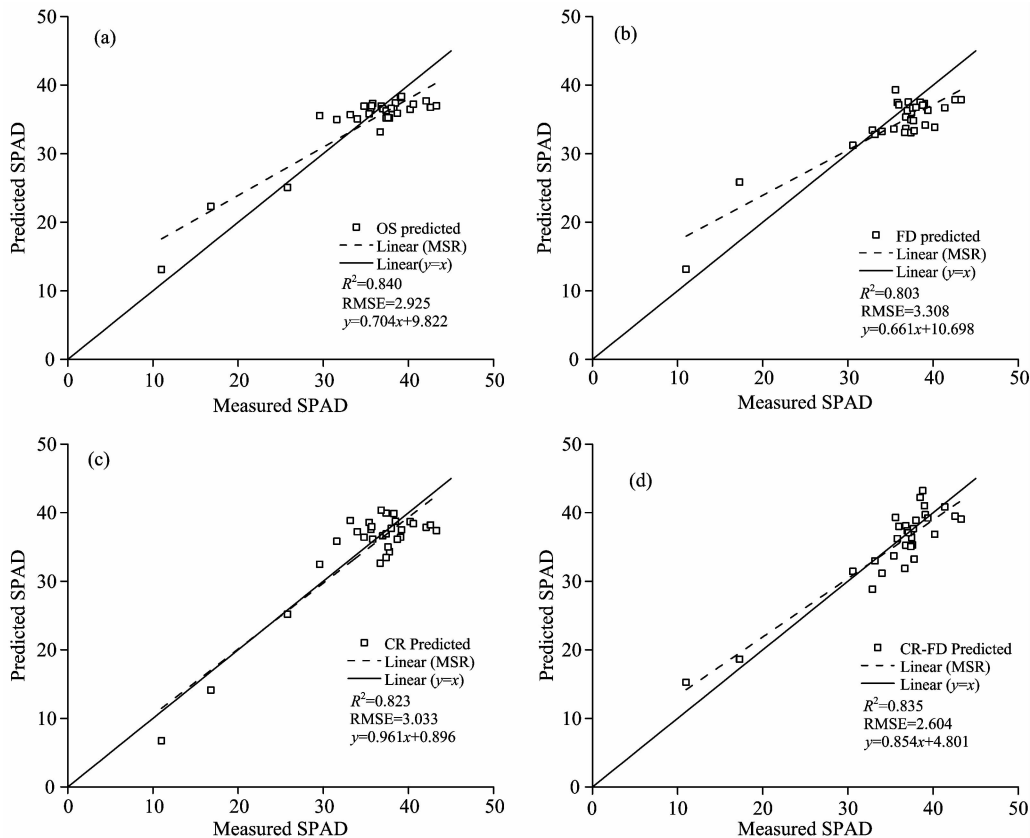 (a)
50
40
30
20
10
0
0 10 20 30 40 50
Predicted SPAD
Measured SPAD
OS predicted
Linear (MSR)
Linear(y=x)
R²=0.840
RMSE=2.925
y=0.704x+9.822
(b)
50
40
30
20
10
0
0 10 20 30 40 50
Predicted SPAD
Measured SPAD
FD predicted
Linear (MSR)
Linear (y=x)
R²=0.803
RMSE=3.308
y=0.661x+10.698
(c)
50
40
30
20
10
0
0 10 20 30 40 50
Predicted SPAD
Measured SPAD
CR Predicted
Linear (MSR)
Linear (y=x)
R²=0.823
RMSE=3.033
y=0.961x+0.896
(d)
50
40
30
20
10
0
0 10 20 30 40 50
Predicted SPAD
Measured SPAD
CR-FD Predicted
Linear (MSR)
Linear (y=x)
R²=0.835
RMSE=2.604
y=0.854x+4.801